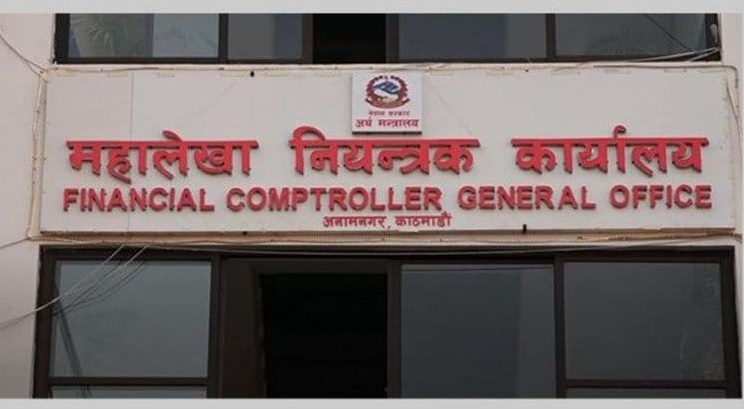 नेपाल सरकार
अर्थ मन्त्रालय
महालेखा नियन्त्रक कार्यालय
FINANCIAL COMPTROLLER GENERAL OFFICE
अनामनगर, काठमाडौं